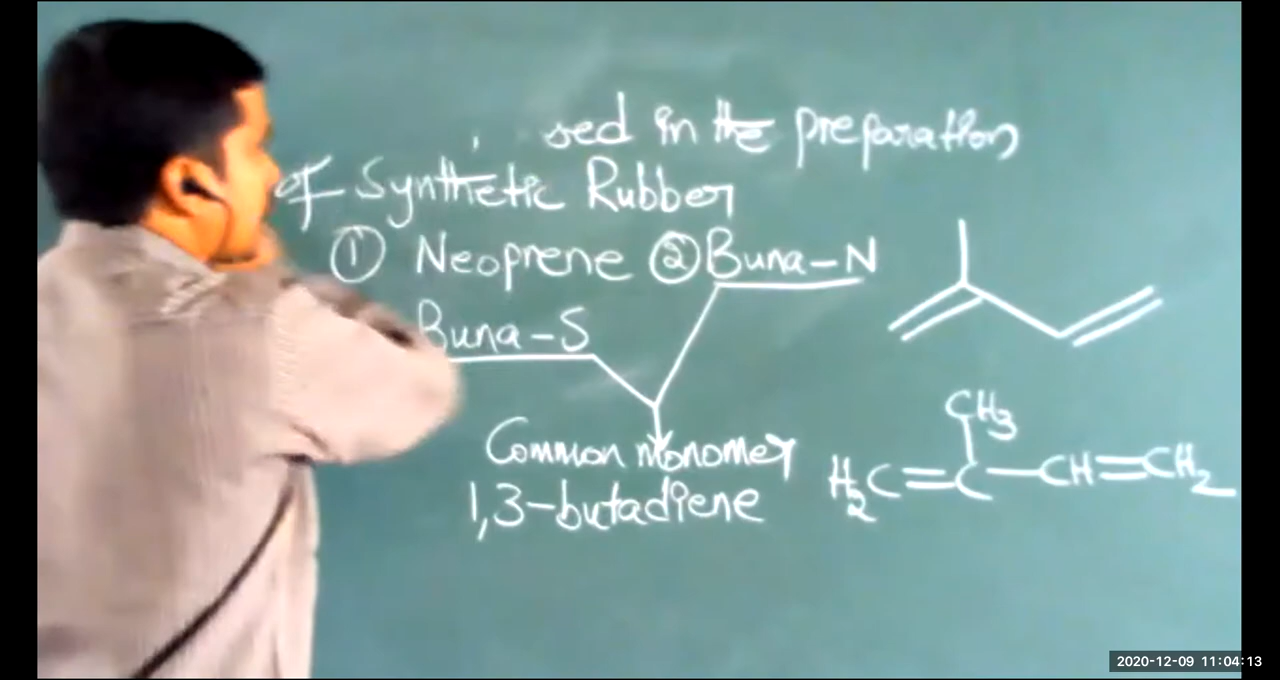 sed in the preparation
of Synthetic Rubber
① Neoprene ② Buna-N
Buna-S
Common monomer
1,3-butadiene
CH3
H2C=C-CH=CH2
2020-12-09 11:04:13